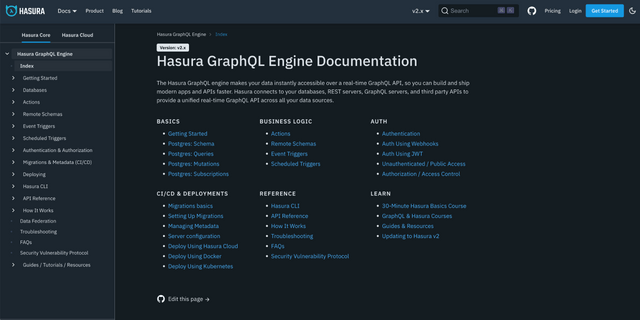 HASURA
Docs
Product
Blog
Tutorials
v2.x
Search
Pricing
Login
Get Started
Hasura Core
Hasura Cloud
Hasura GraphQL Engine
Index
Getting Started
Databases
Actions
Remote Schemas
Event Triggers
Scheduled Triggers
Authentication & Authorization
Migrations & Metadata (CI/CD)
Deploying
Hasura CLI
API Reference
How It Works
Data Federation
Troubleshooting
FAQs
Security Vulnerability Protocol
Guides / Tutorials / Resources
Hasura GraphQL Engine
Index
Version: v2.x
Hasura GraphQL Engine Documentation
The Hasura GraphQL engine makes your data instantly accessible over a real-time GraphQL API, so you can build and ship
modern apps and APIs faster. Hasura connects to your databases, REST servers, GraphQL servers, and third party APIs to
provide a unified real-time GraphQL API across all your data sources.
BASICS
Getting Started
Postgres: Schema
Postgres: Queries
Postgres: Mutations
Postgres: Subscriptions
BUSINESS LOGIC
Actions
Remote Schemas
Event Triggers
Scheduled Triggers
AUTH
Authentication
Auth Using Webhooks
Auth Using JWT
Unauthenticated / Public Access
Authorization / Access Control
CI/CD & DEPLOYMENTS
Migrations basics
Setting Up Migrations
Managing Metadata
Server configuration
Deploy Using Hasura Cloud
Deploy Using Docker
Deploy Using Kubernetes
REFERENCE
Hasura CLI
API Reference
How It Works
Troubleshooting
FAQs
Security Vulnerability Protocol
LEARN
30-Minute Hasura Basics Course
GraphQL & Hasura Courses
Guides & Resources
Updating to Hasura v2
Edit this page →